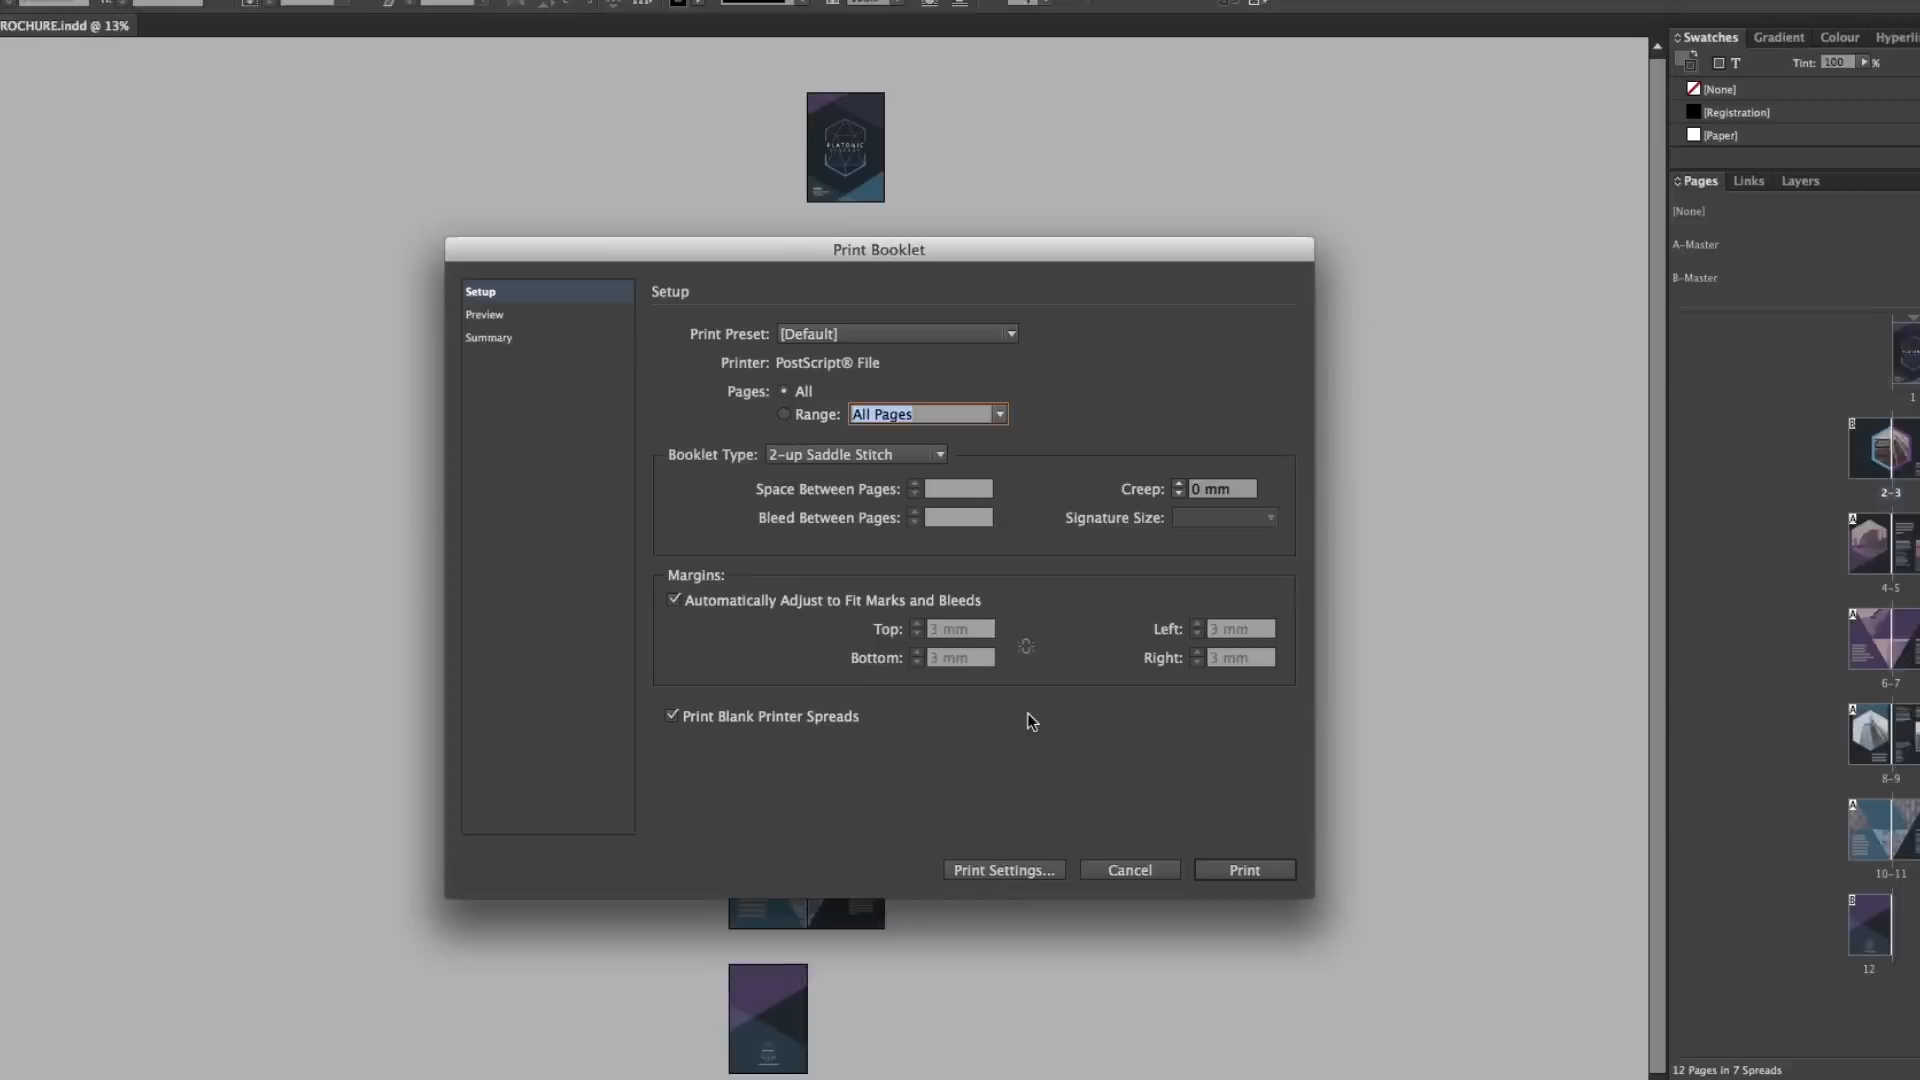 ROCHURE.indd @ 13%
Swatches Gradient Colour Hyperli
T Tint: 100 %
[None]
[Registration]
[Paper]
Pages Links Layers
[None]
A-Master
B-Master
PLATONIC
Print Booklet
Setup
Preview
Summary
Setup
Print Preset: [Default]
Printer: PostScript® File
Pages: All
Range: All Pages
Booklet Type: 2-up Saddle Stitch
Space Between Pages:
Creep: 0 mm
Bleed Between Pages:
Signature Size:
Margins:
Automatically Adjust to Fit Marks and Bleeds
Top: 3 mm
Left: 3 mm
Bottom: 3 mm
Right: 3 mm
Print Blank Printer Spreads
Print Settings... Cancel Print
1
B
2-3
A
4-5
A
6-7
A
8-9
A
10-11
B
12
12 Pages in 7 Spreads